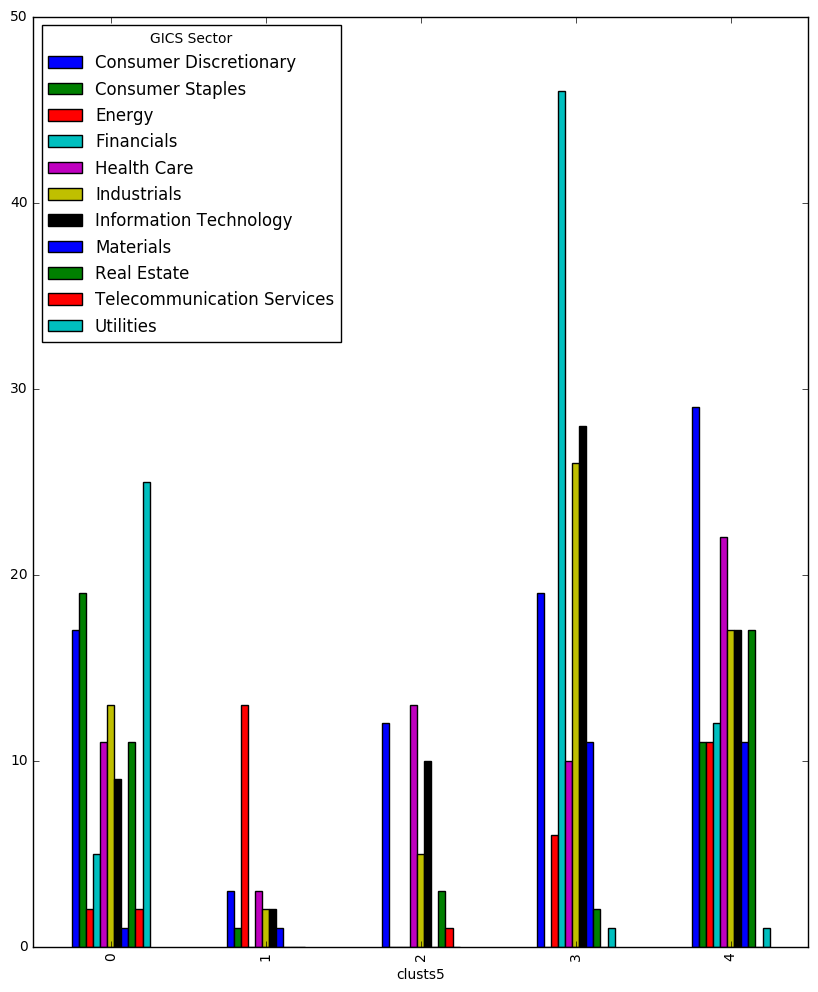 50
GICS Sector
Consumer Discretionary
Consumer Staples
Energy
Financials
Health Care
Industrials
Information Technology
Materials
Real Estate
Telecommunication Services
Utilities
40
30
20
10
0
0 1 2 3 4
clusts5